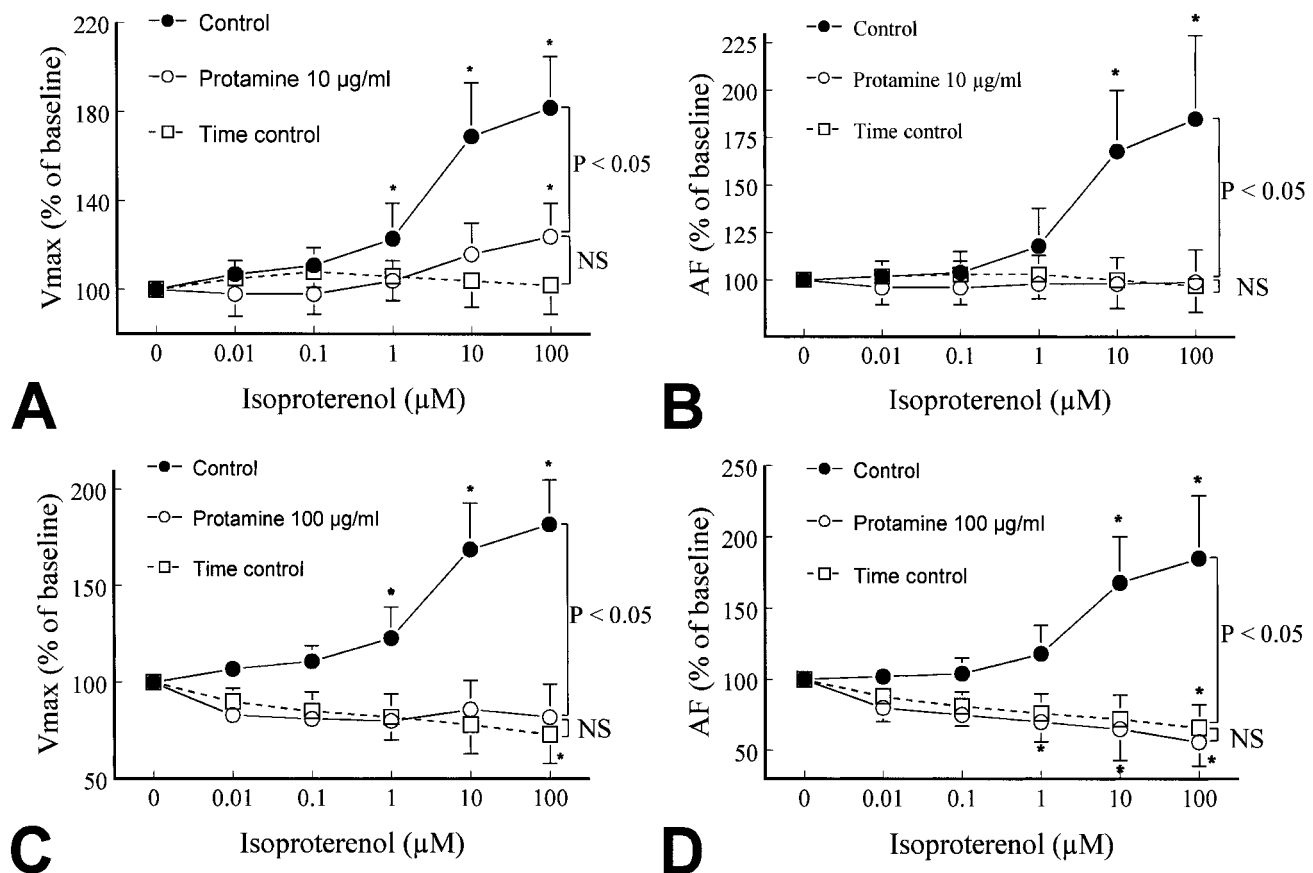 A
220
180
140
100
Vmax (% of baseline)
Control
Protamine 10 µg/ml
Time control
*
*
*
*
P < 0.05
NS
0 0.01 0.1 1 10 100
Isoproterenol (µM)
B
225
200
175
150
125
100
AF (% of baseline)
Control
Protamine 10 µg/ml
Time control
*
*
P < 0.05
NS
0 0.01 0.1 1 10 100
Isoproterenol (µM)
C
200
150
100
50
Vmax (% of baseline)
Control
Protamine 100 µg/ml
Time control
*
*
*
*
P < 0.05
NS
0 0.01 0.1 1 10 100
Isoproterenol (µM)
D
250
200
150
100
50
AF (% of baseline)
Control
Protamine 100 µg/ml
Time control
*
*
*
*
*
*
P < 0.05
NS
0 0.01 0.1 1 10 100
Isoproterenol (µM)